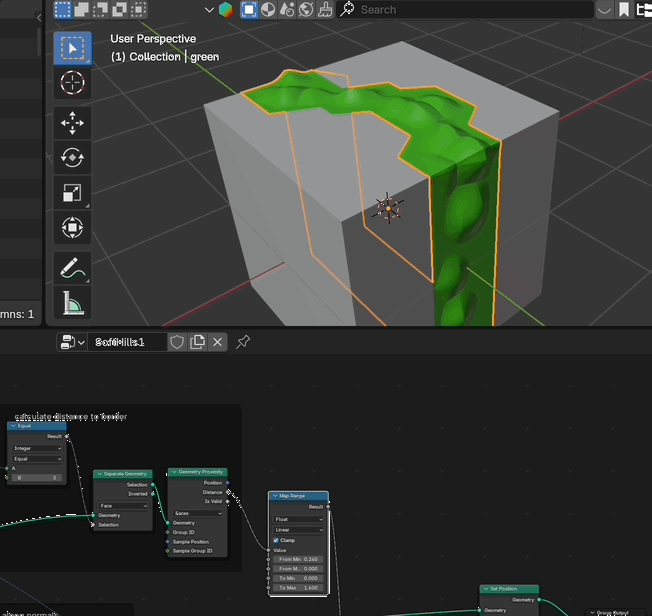 Search
User Perspective
(1) Collection | green
mns: 1
calculate distance to border
Equal
Result
Integer
Equal
A
B 3
Separate Geometry
Selection
Inverted
Face
Geometry
Selection
Geometry Proximity
Position
Distance
Is Valid
Faces
Geometry
Group ID
Sample Position
Sample Group ID
Map Range
Result
Float
Linear
Clamp
Value
From Min 0.260
From M... 0.000
To Min 0.000
To Max 1.600
Set Position
Geometry
Geometry
Group Output